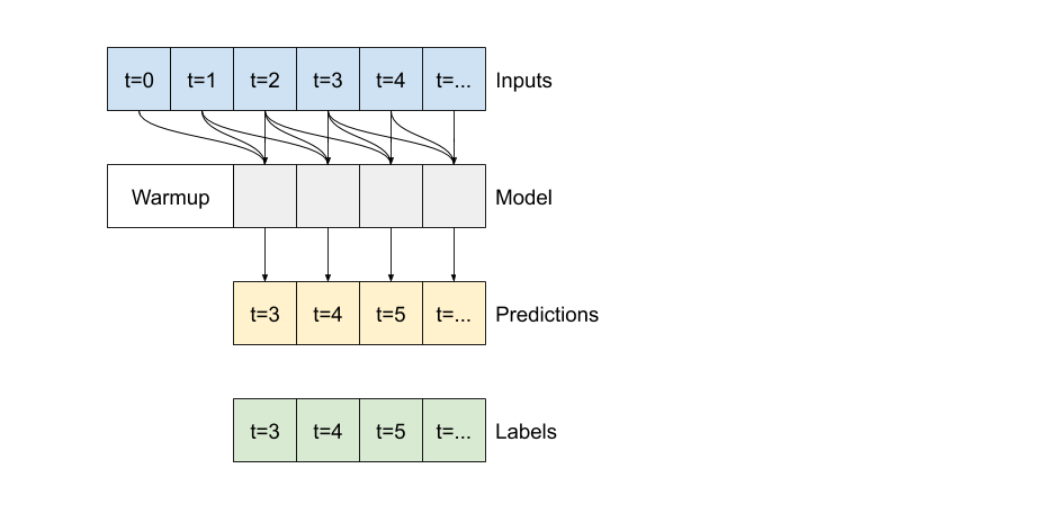 t=0 t=1 t=2 t=3 t=4 t=... Inputs
Warmup Model
t=3 t=4 t=5 t=... Predictions
t=3 t=4 t=5 t=... Labels